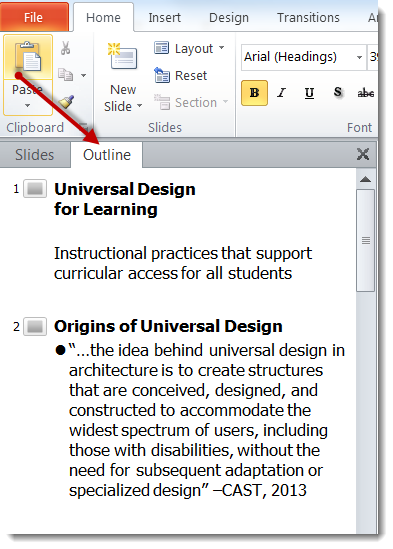 File Home Insert Design Transitions
Paste
New
Slide
Layout
Reset
Section
Arial (Headings)
B I U S abc
Clipboard Slides Font
Slides Outline
1 Universal Design
for Learning
Instructional practices that support
curricular access for all students
2 Origins of Universal Design
● “...the idea behind universal design in
architecture is to create structures
that are conceived, designed, and
constructed to accommodate the
widest spectrum of users, including
those with disabilities, without the
need for subsequent adaptation or
specialized design” –CAST, 2013